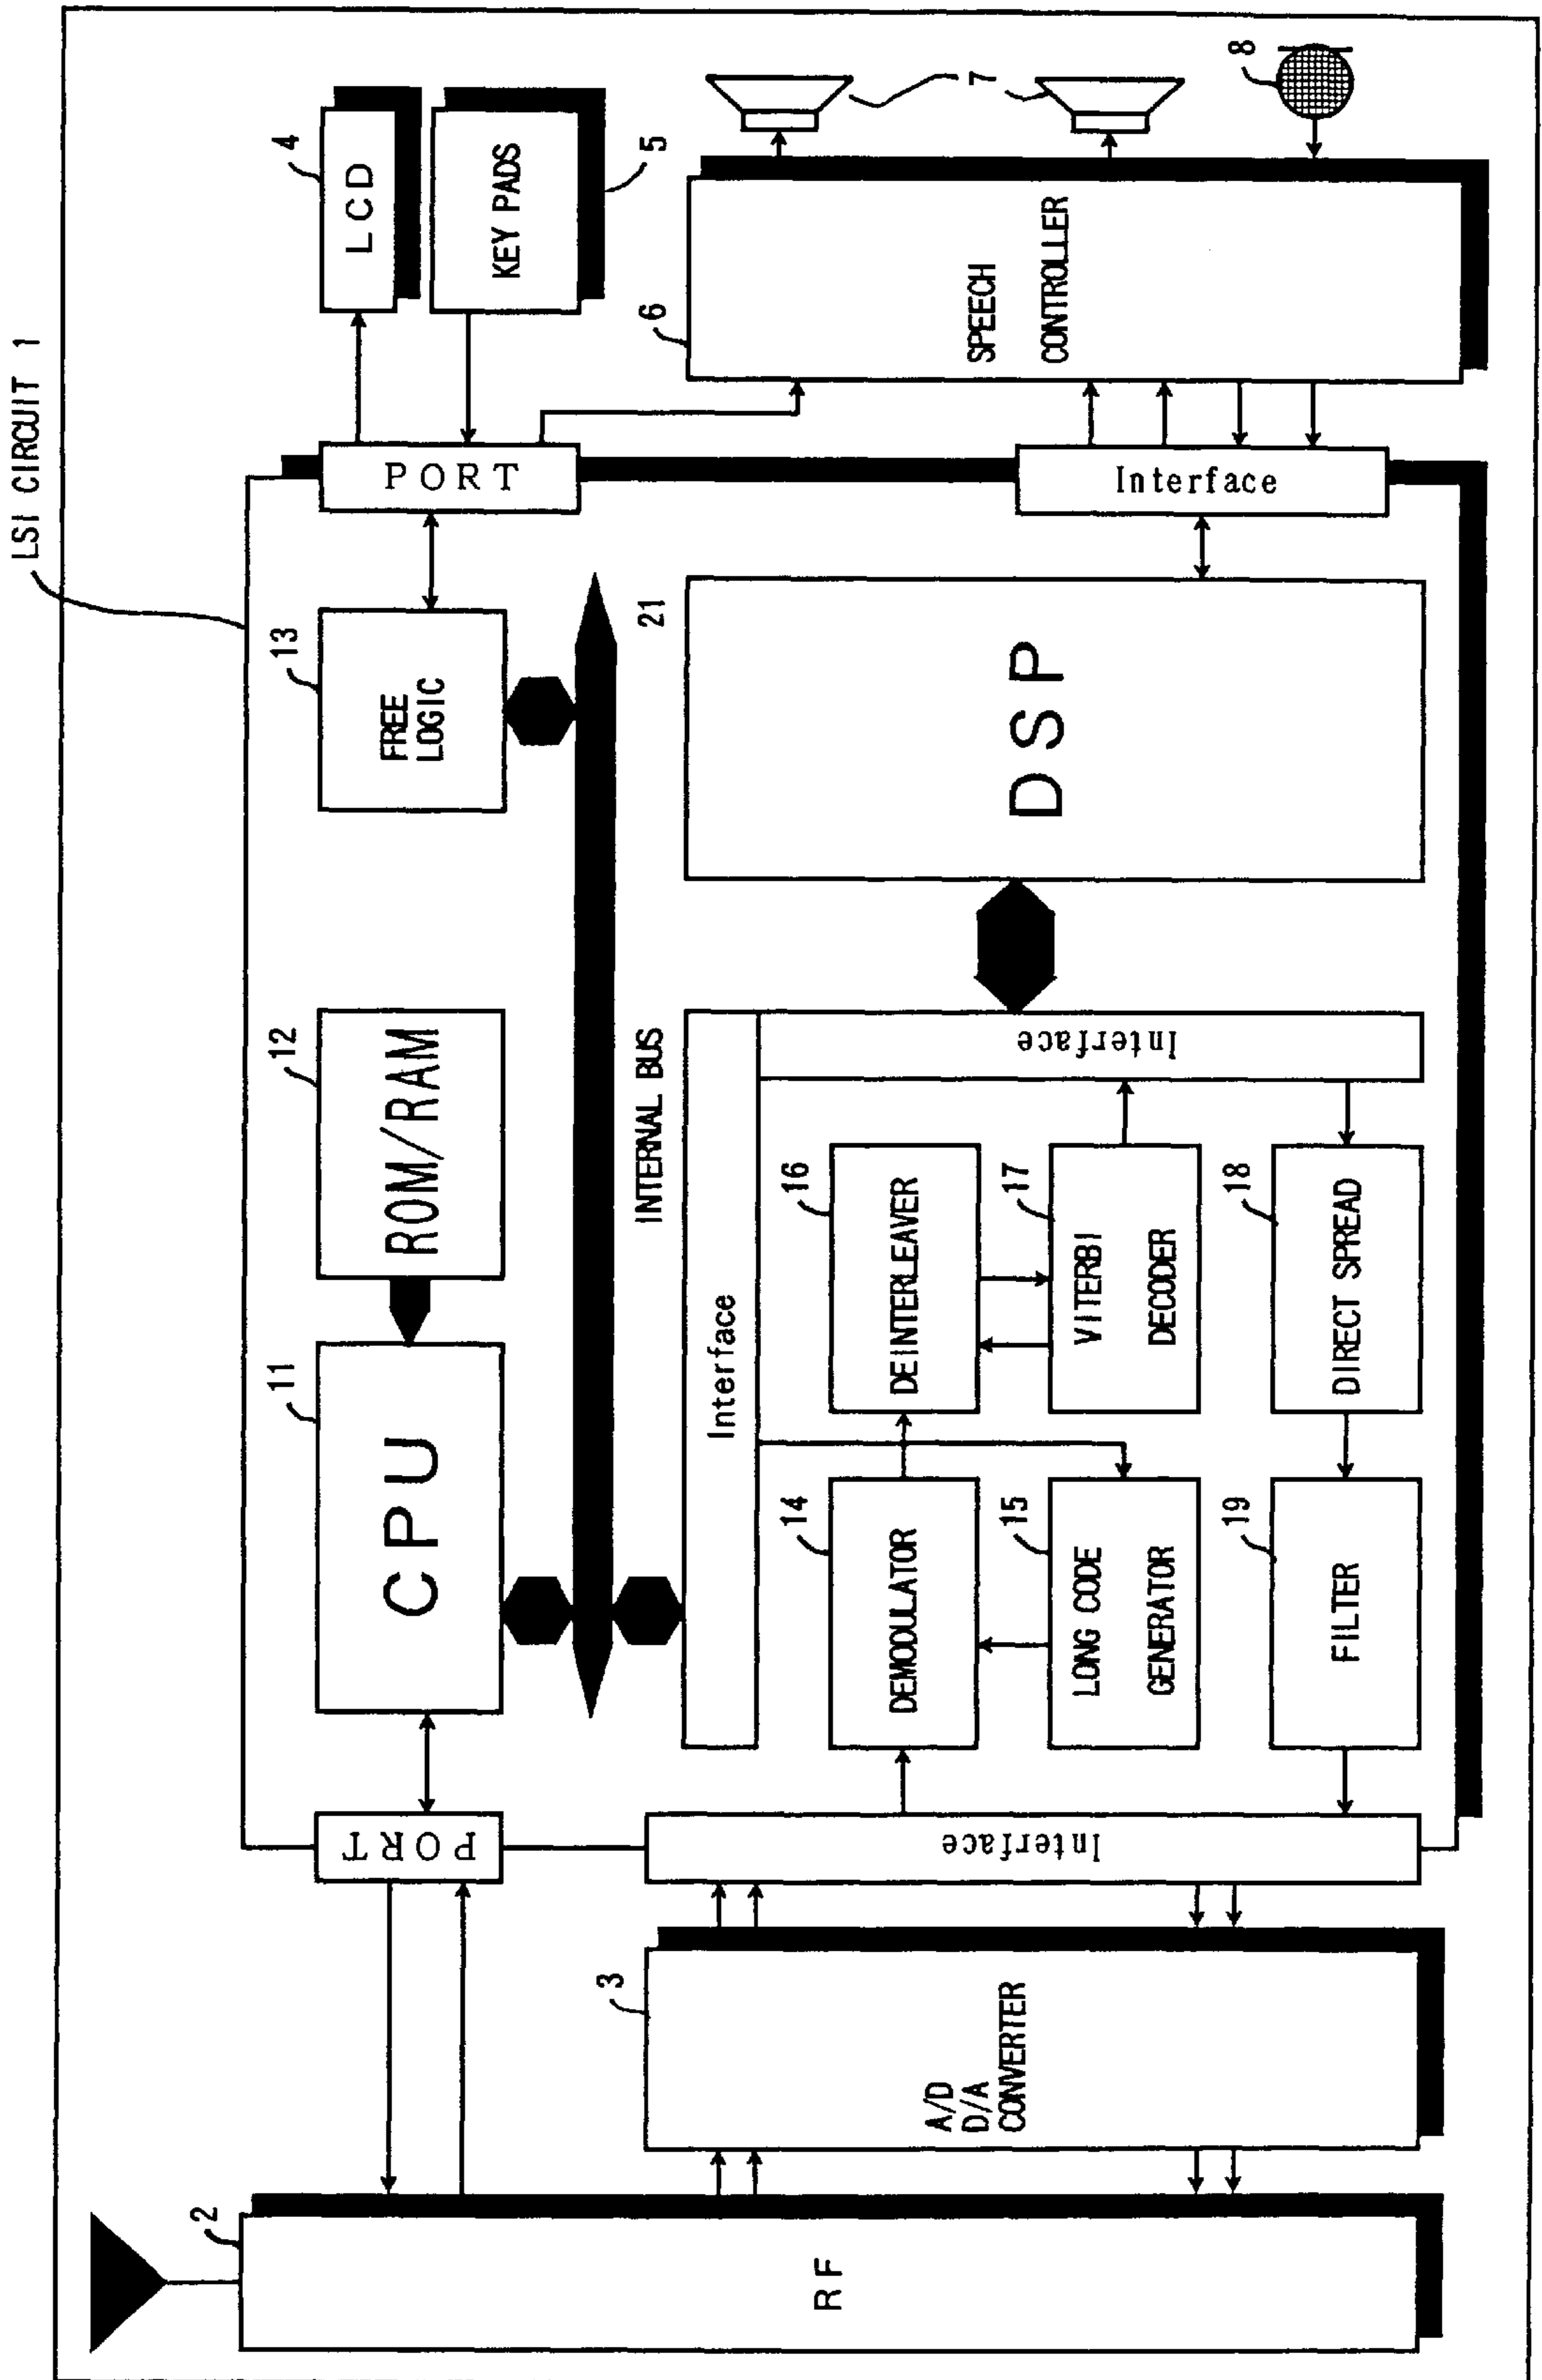 LSI CIRCUIT 1
2
RF
3
A/D
D/A
CONVERTER
PORT
Interface
11
CPU
12
ROM/RAM
13
FREE
LOGIC
PORT
4
LCD
KEY PADS
5
INTERNAL BUS
Interface
14
DEMODULATOR
15
LONG CODE
GENERATOR
16
DEINTERLEAVER
17
VITERBI
DECODER
18
DIRECT SPREAD
19
FILTER
Interface
21
DSP
Interface
6
SPEECH
CONTROLLER
7
8